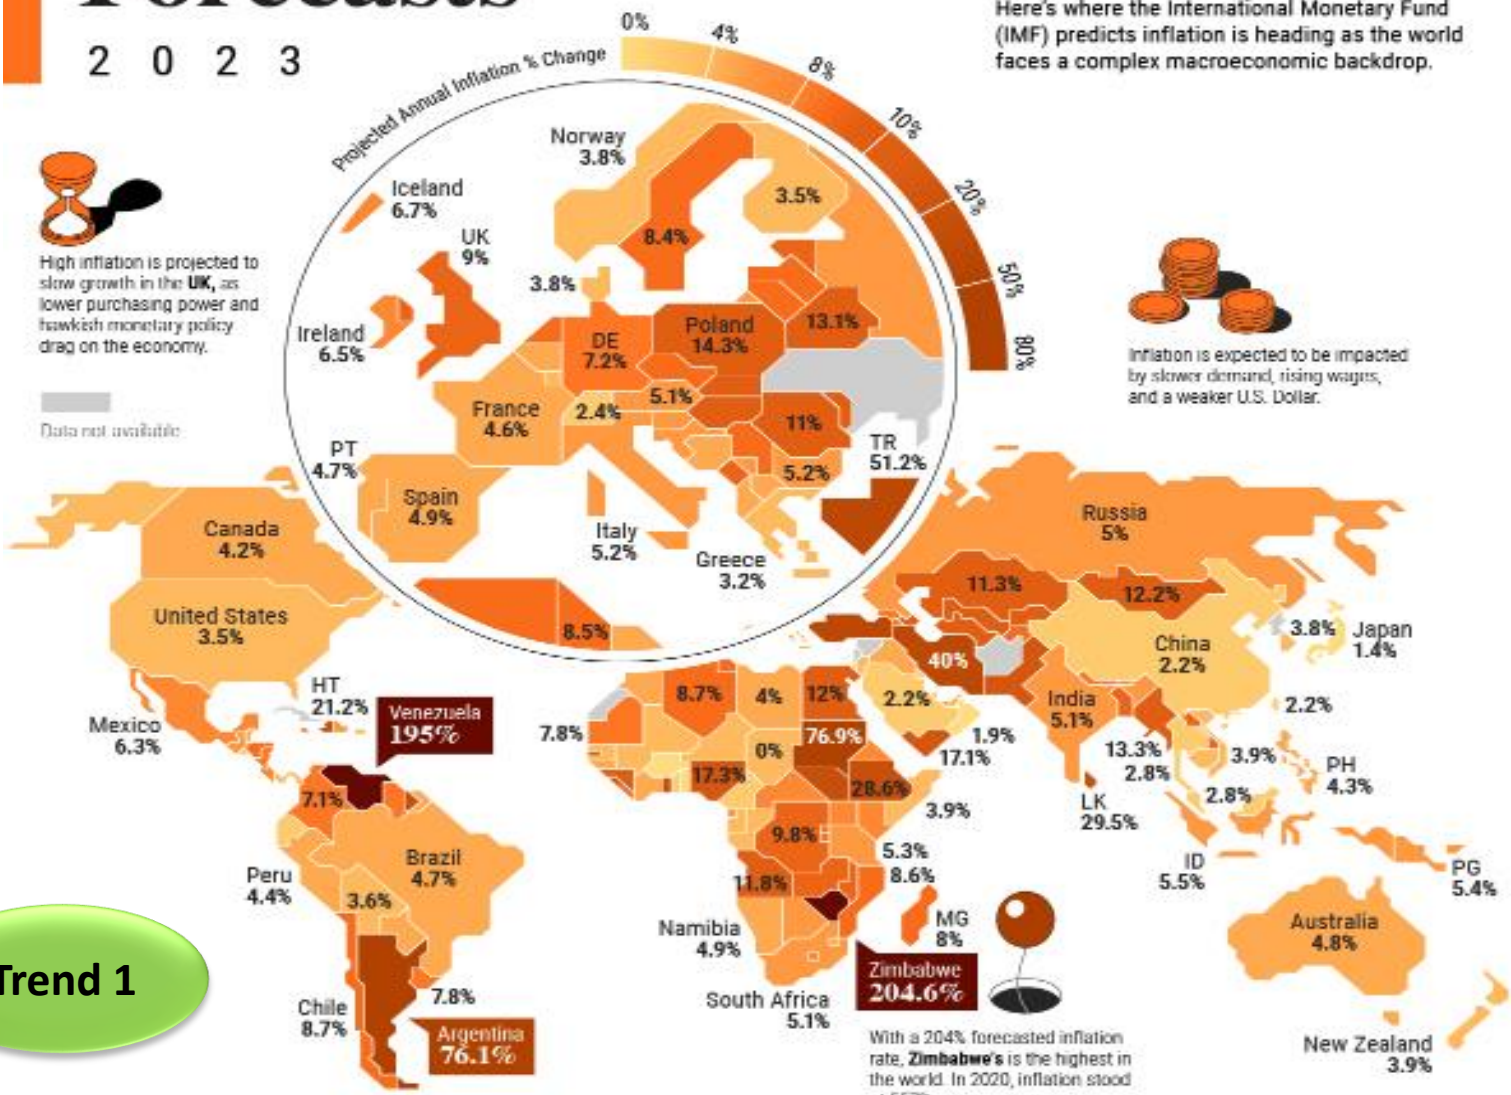 Forecasts
2 0 2 3
Here's where the International Monetary Fund
(IMF) predicts inflation is heading as the world
faces a complex macroeconomic backdrop.
Projected Annual Inflation % Change
0%
4%
8%
10%
20%
50%
80%
High inflation is projected to
slow growth in the UK, as
lower purchasing power and
hawkish monetary policy
drag on the economy.
Data not available
Inflation is expected to be impacted
by slower demand, rising wages,
and a weaker U.S. Dollar.
Norway
3.8%
Iceland
6.7%
3.5%
UK
9%
8.4%
3.8%
Ireland
6.5%
DE
7.2%
Poland
14.3%
13.1%
France
4.6%
2.4%
5.1%
11%
PT
4.7%
TR
51.2%
5.2%
Spain
4.9%
Italy
5.2%
Greece
3.2%
8.5%
Canada
4.2%
United States
3.5%
Russia
5%
11.3%
12.2%
China
2.2%
3.8%
Japan
1.4%
40%
HT
21.2%
Mexico
6.3%
Venezuela
195%
7.8%
8.7%
4%
12%
2.2%
India
5.1%
2.2%
0%
76.9%
1.9%
17.1%
13.3%
2.8%
3.9%
PH
4.3%
17.3%
28.6%
3.9%
LK
29.5%
2.8%
7.1%
9.8%
5.3%
8.6%
ID
5.5%
PG
5.4%
Peru
4.4%
Brazil
4.7%
3.6%
11.8%
Namibia
4.9%
MG
8%
Australia
4.8%
Trend 1
Zimbabwe
204.6%
South Africa
5.1%
Chile
8.7%
7.8%
Argentina
76.1%
New Zealand
3.9%
With a 204% forecasted inflation
rate, Zimbabwe's is the highest in
the world. In 2020, inflation stood